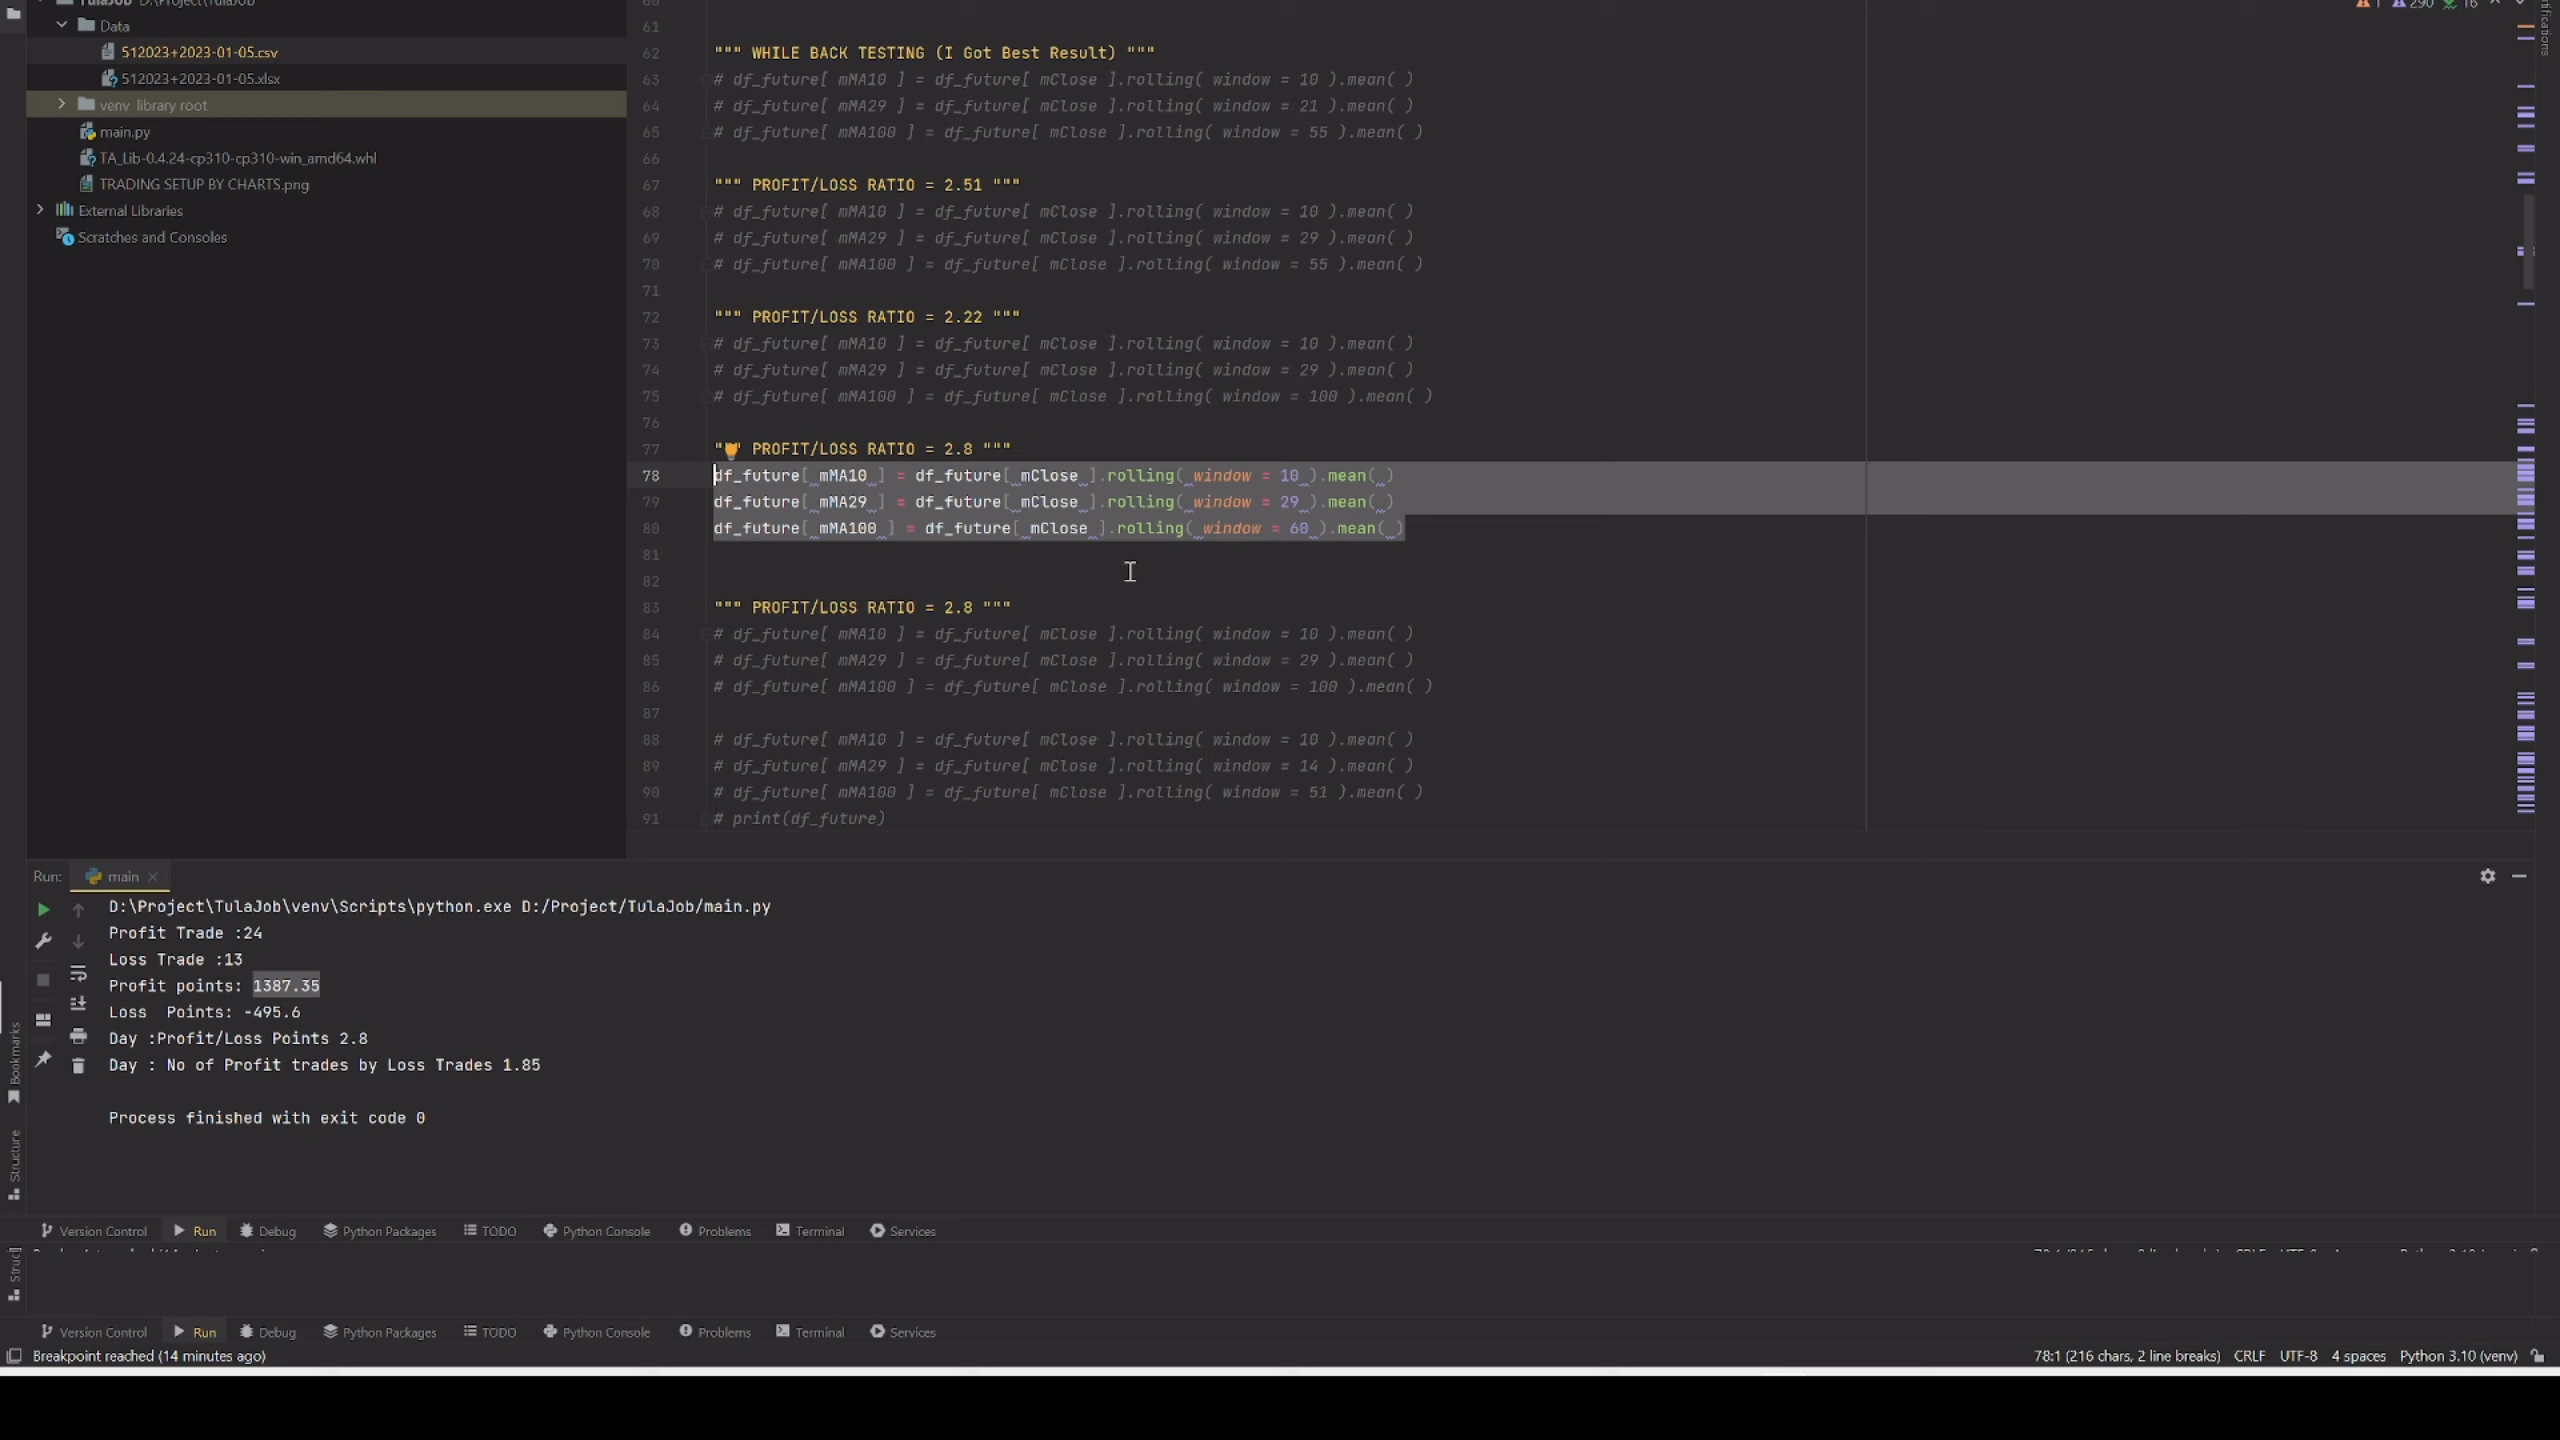 TulaJob D:\Project\TulaJob
Data
512023+2023-01-05.csv
512023+2023-01-05.xlsx
venv library root
main.py
TA_Lib-0.4.24-cp310-cp310-win_amd64.whl
TRADING SETUP BY CHARTS.png
External Libraries
Scratches and Consoles
1 290 16
60
61
62 """ WHILE BACK TESTING (I Got Best Result) """
63 # df_future[ mMA10 ] = df_future[ mClose ].rolling( window = 10 ).mean( )
64 # df_future[ mMA29 ] = df_future[ mClose ].rolling( window = 21 ).mean( )
65 # df_future[ mMA100 ] = df_future[ mClose ].rolling( window = 55 ).mean( )
66
67 """ PROFIT/LOSS RATIO = 2.51 """
68 # df_future[ mMA10 ] = df_future[ mClose ].rolling( window = 10 ).mean( )
69 # df_future[ mMA29 ] = df_future[ mClose ].rolling( window = 29 ).mean( )
70 # df_future[ mMA100 ] = df_future[ mClose ].rolling( window = 55 ).mean( )
71
72 """ PROFIT/LOSS RATIO = 2.22 """
73 # df_future[ mMA10 ] = df_future[ mClose ].rolling( window = 10 ).mean( )
74 # df_future[ mMA29 ] = df_future[ mClose ].rolling( window = 29 ).mean( )
75 # df_future[ mMA100 ] = df_future[ mClose ].rolling( window = 100 ).mean( )
76
77 """ PROFIT/LOSS RATIO = 2.8 """
78 df_future[ mMA10 ] = df_future[ mClose ].rolling( window = 10 ).mean( )
79 df_future[ mMA29 ] = df_future[ mClose ].rolling( window = 29 ).mean( )
80 df_future[ mMA100 ] = df_future[ mClose ].rolling( window = 60 ).mean( )
81
82
83 """ PROFIT/LOSS RATIO = 2.8 """
84 # df_future[ mMA10 ] = df_future[ mClose ].rolling( window = 10 ).mean( )
85 # df_future[ mMA29 ] = df_future[ mClose ].rolling( window = 29 ).mean( )
86 # df_future[ mMA100 ] = df_future[ mClose ].rolling( window = 100 ).mean( )
87
88 # df_future[ mMA10 ] = df_future[ mClose ].rolling( window = 10 ).mean( )
89 # df_future[ mMA29 ] = df_future[ mClose ].rolling( window = 14 ).mean( )
90 # df_future[ mMA100 ] = df_future[ mClose ].rolling( window = 51 ).mean( )
91 # print(df_future)
Run: main
D:\Project\TulaJob\venv\Scripts\python.exe D:/Project/TulaJob/main.py
Profit Trade :24
Loss Trade :13
Profit points: 1387.35
Loss  Points: -495.6
Day :Profit/Loss Points 2.8
Day : No of Profit trades by Loss Trades 1.85
Process finished with exit code 0
Bookmarks
Structure
Version Control Run Debug Python Packages TODO Python Console Problems Terminal Services
Version Control Run Debug Python Packages TODO Python Console Problems Terminal Services
Breakpoint reached (14 minutes ago) 78:1 (216 chars, 2 line breaks) CRLF UTF-8 4 spaces Python 3.10 (venv)